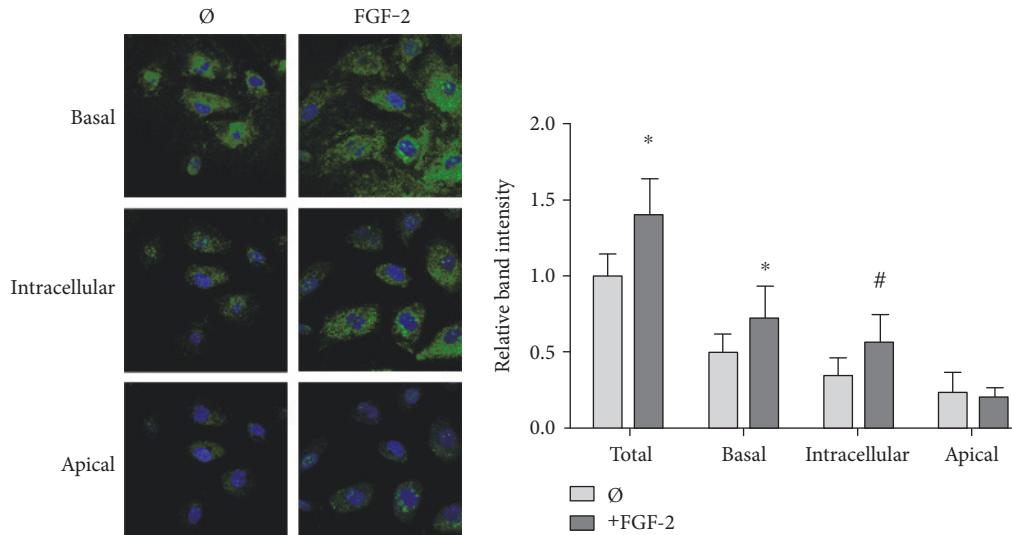 Ø FGF-2
Basal
Intracellular
Apical
Relative band intensity
2.0
1.5
1.0
0.5
0.0
*
*
#
Total Basal Intracellular Apical
Ø
+FGF-2